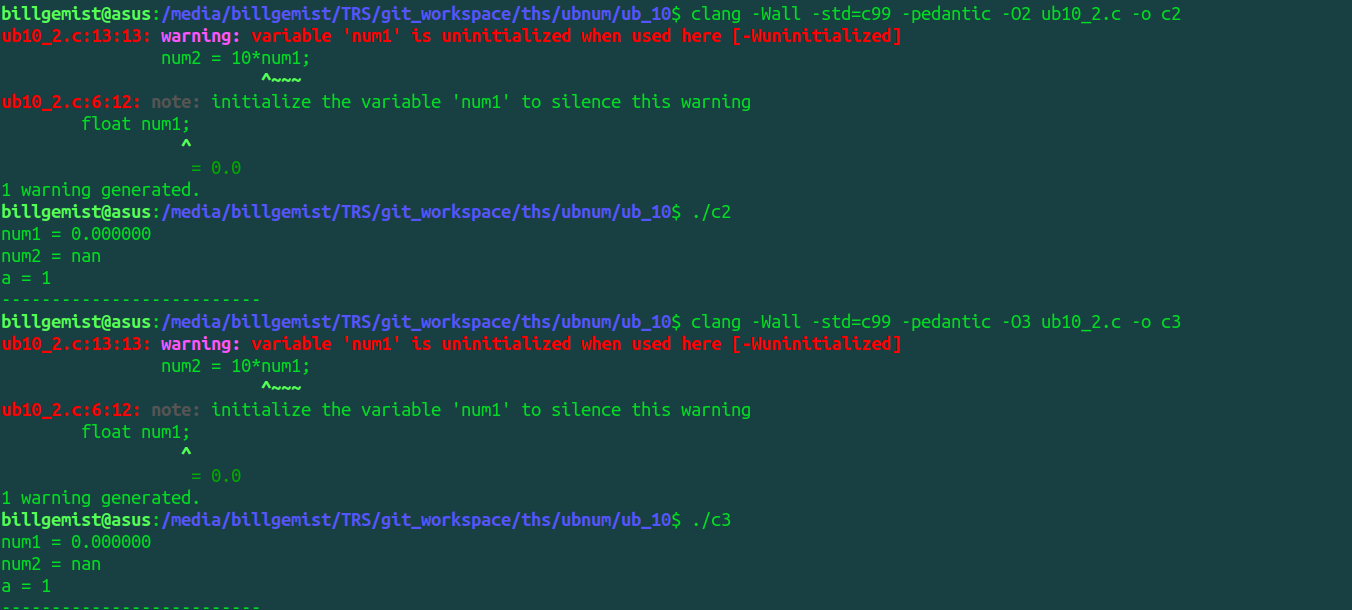 billgemist@asus:/media/billgemist/TRS/git_workspace/ths/ubnum/ub_10$ clang -Wall -std=c99 -pedantic -O2 ub10_2.c -o c2
ub10_2.c:13:13: warning: variable 'num1' is uninitialized when used here [-Wuninitialized]
                num2 = 10*num1;
                          ^~~~
ub10_2.c:6:12: note: initialize the variable 'num1' to silence this warning
        float num1;
                  ^
                   = 0.0
1 warning generated.
billgemist@asus:/media/billgemist/TRS/git_workspace/ths/ubnum/ub_10$ ./c2
num1 = 0.000000
num2 = nan
a = 1
--------------------------
billgemist@asus:/media/billgemist/TRS/git_workspace/ths/ubnum/ub_10$ clang -Wall -std=c99 -pedantic -O3 ub10_2.c -o c3
ub10_2.c:13:13: warning: variable 'num1' is uninitialized when used here [-Wuninitialized]
                num2 = 10*num1;
                          ^~~~
ub10_2.c:6:12: note: initialize the variable 'num1' to silence this warning
        float num1;
                  ^
                   = 0.0
1 warning generated.
billgemist@asus:/media/billgemist/TRS/git_workspace/ths/ubnum/ub_10$ ./c3
num1 = 0.000000
num2 = nan
a = 1
--------------------------